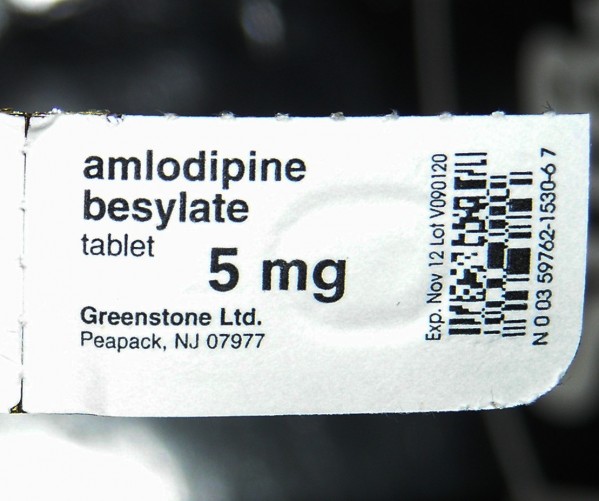 amlodipine
besylate
tablet
5 mg
Greenstone Ltd.
Peapack, NJ 07977
Exp. Nov 12 Lot V090120
N 0 03 59762-1530-6 7